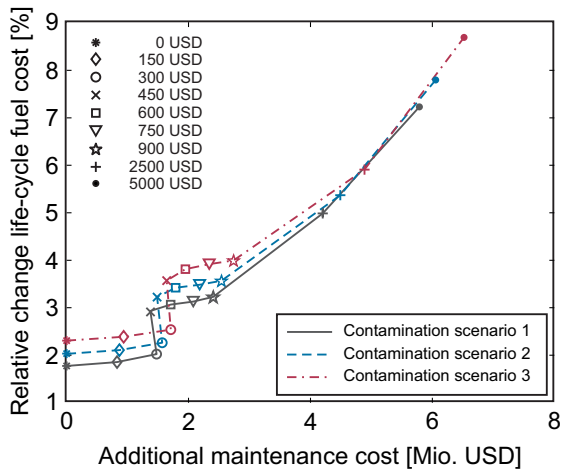 Relative change life-cycle fuel cost [%]
9
8
7
6
5
4
3
2
1
0 USD
150 USD
300 USD
450 USD
600 USD
750 USD
900 USD
2500 USD
5000 USD
Contamination scenario 1
Contamination scenario 2
Contamination scenario 3
0 2 4 6 8
Additional maintenance cost [Mio. USD]